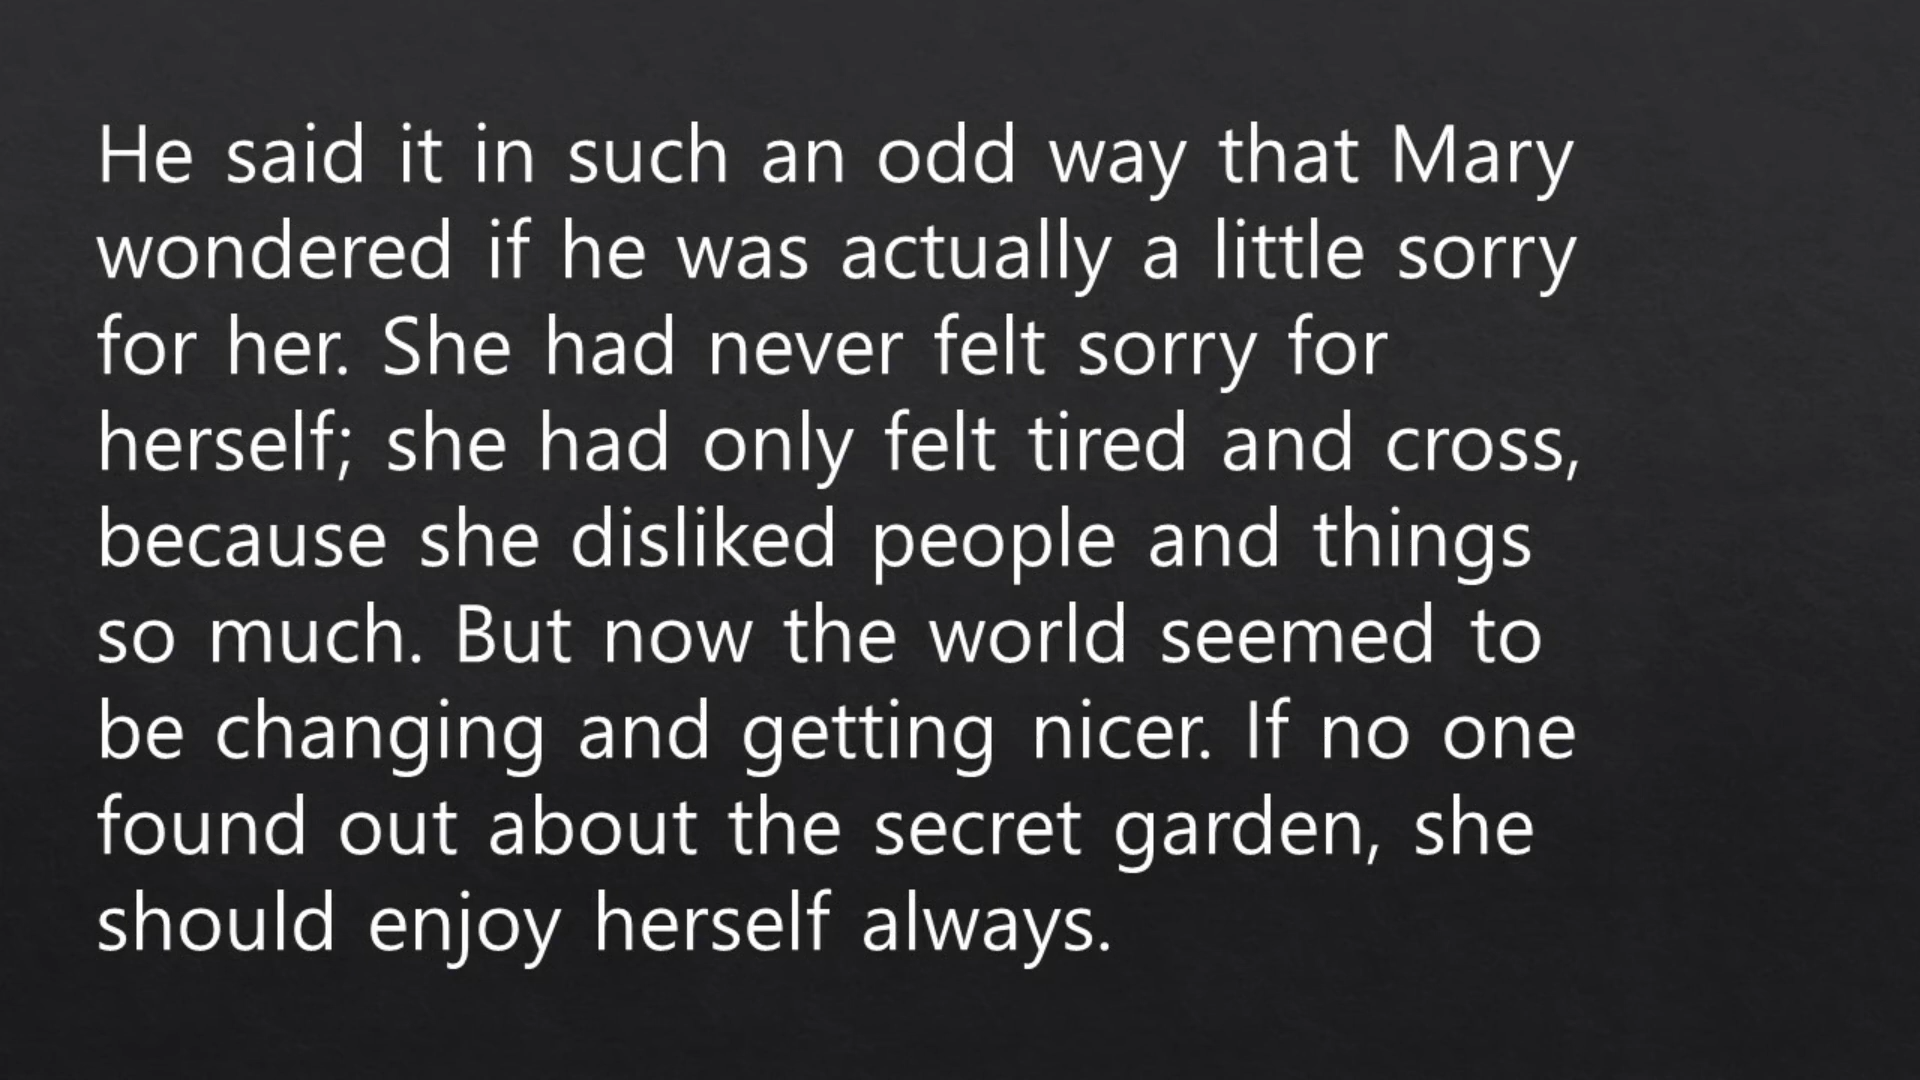 He said it in such an odd way that Mary
wondered if he was actually a little sorry
for her. She had never felt sorry for
herself; she had only felt tired and cross,
because she disliked people and things
so much. But now the world seemed to
be changing and getting nicer. If no one
found out about the secret garden, she
should enjoy herself always.